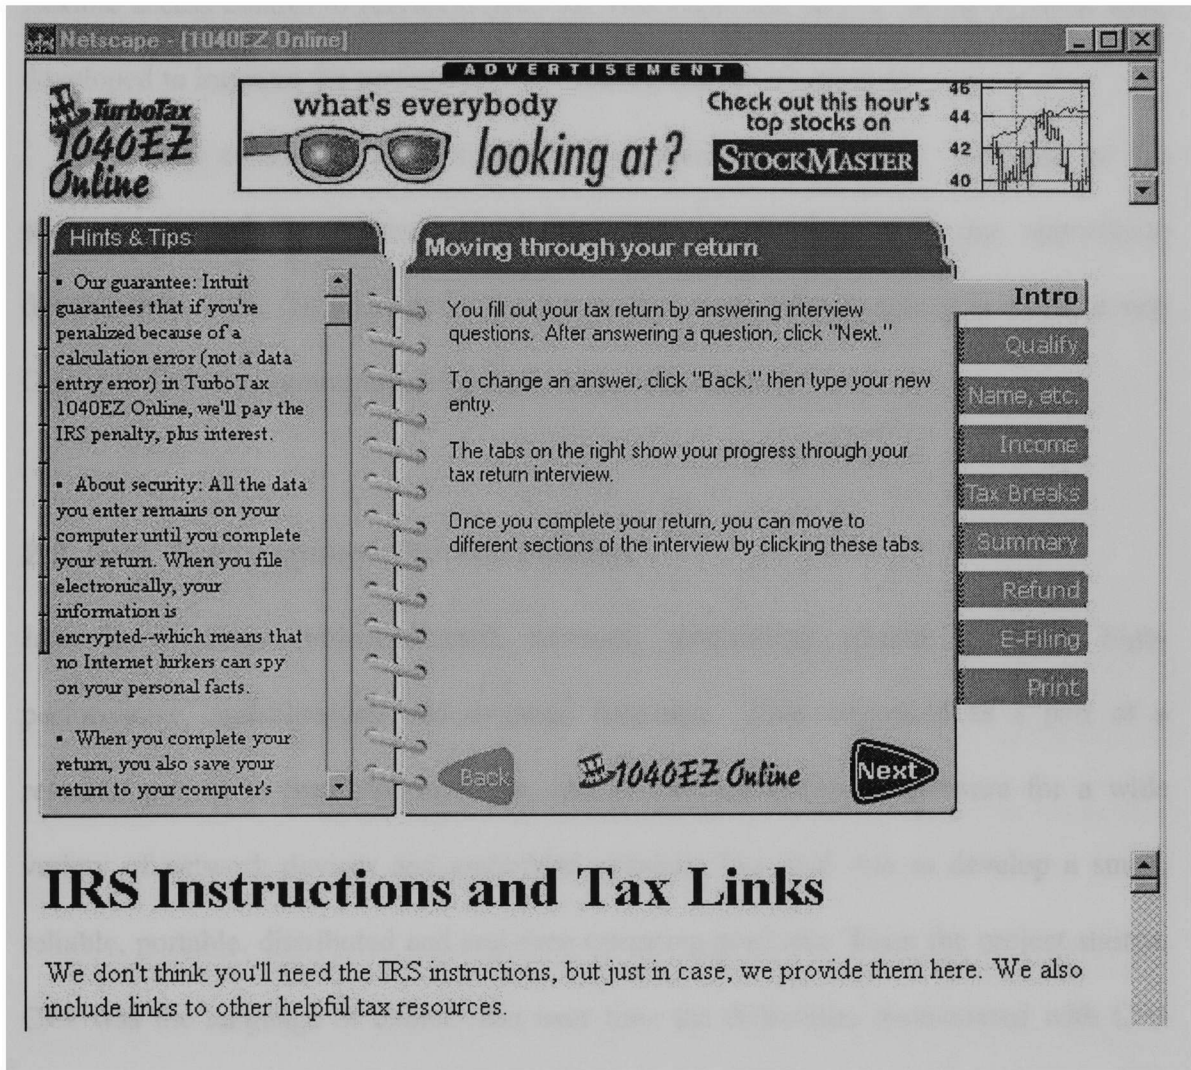 Netscape - [1040EZ Online]
ADVERTISEMENT
TurboTax
1040EZ
Online
what's everybody
looking at?
Check out this hour's
top stocks on
STOCKMASTER
46
44
42
40
Hints & Tips
▪ Our guarantee: Intuit
guarantees that if you're
penalized because of a
calculation error (not a data
entry error) in TurboTax
1040EZ Online, we'll pay the
IRS penalty, plus interest.
▪ About security: All the data
you enter remains on your
computer until you complete
your return. When you file
electronically, your
information is
encrypted--which means that
no Internet lurkers can spy
on your personal facts.
▪ When you complete your
return, you also save your
return to your computer's
Moving through your return
You fill out your tax return by answering interview
questions.  After answering a question, click "Next."
To change an answer, click "Back," then type your new
entry.
The tabs on the right show your progress through your
tax return interview.
Once you complete your return, you can move to
different sections of the interview by clicking these tabs.
Back
1040EZ Online
Next
Intro
Qualify
Name, etc.
Income
Tax Breaks
Summary
Refund
E-Filing
Print
IRS Instructions and Tax Links
We don't think you'll need the IRS instructions, but just in case, we provide them here. We also
include links to other helpful tax resources.